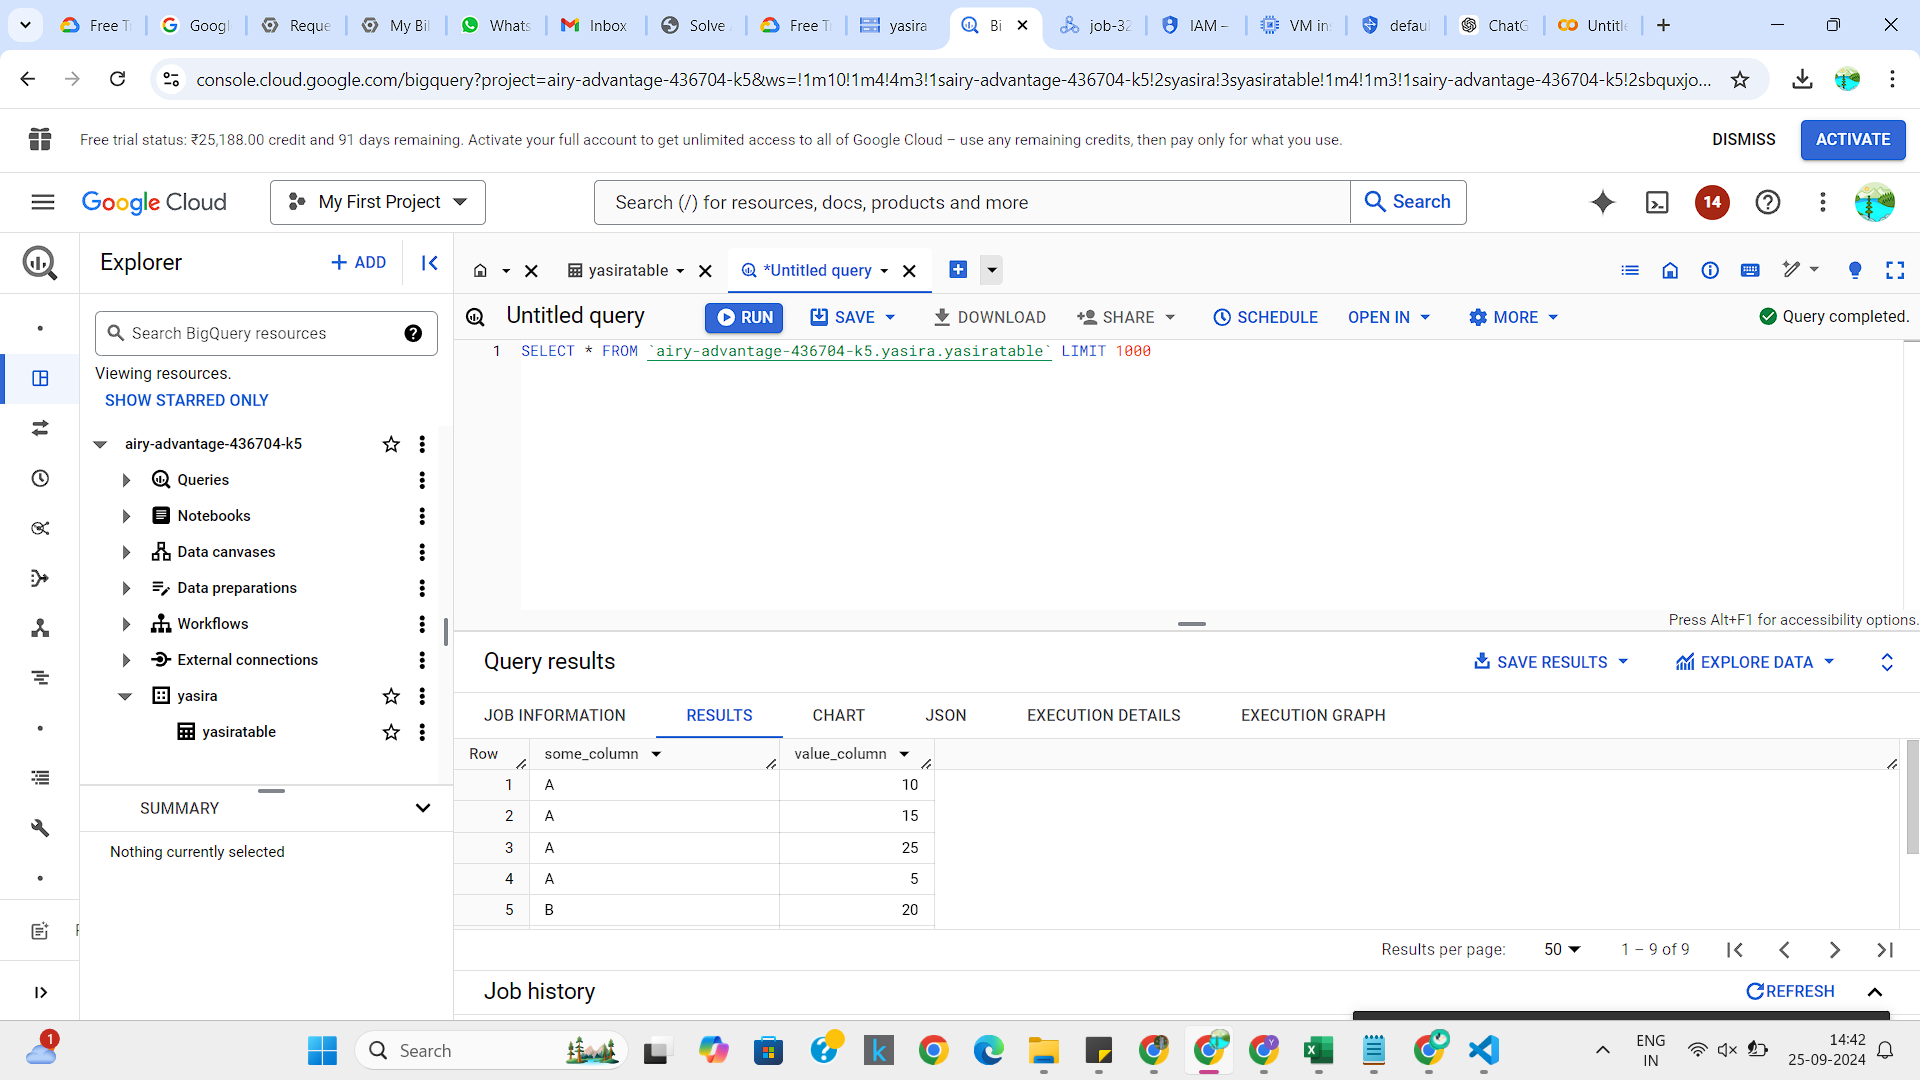 Free Tr
Googl
Reque
My Bil
Whats
Inbox
Solve
Free Tr
yasira
Bi
job-32
IAM –
VM in
defau
ChatG
Untitle
console.cloud.google.com/bigquery?project=airy-advantage-436704-k5&ws=!1m10!1m4!4m3!1sairy-advantage-436704-k5!2syasira!3syasiratable!1m4!1m3!1sairy-advantage-436704-k5!2sbquxjo...
Free trial status: ₹25,188.00 credit and 91 days remaining. Activate your full account to get unlimited access to all of Google Cloud – use any remaining credits, then pay only for what you use.
DISMISS
ACTIVATE
Google Cloud
My First Project
Search (/) for resources, docs, products and more
Search
14
Explorer
+ ADD
yasiratable
*Untitled query
Search BigQuery resources
Untitled query
RUN
SAVE
DOWNLOAD
SHARE
SCHEDULE
OPEN IN
MORE
Query completed.
1 SELECT * FROM `airy-advantage-436704-k5.yasira.yasiratable` LIMIT 1000
Viewing resources.
SHOW STARRED ONLY
airy-advantage-436704-k5
Queries
Notebooks
Data canvases
Data preparations
Workflows
External connections
yasira
yasiratable
SUMMARY
Nothing currently selected
Press Alt+F1 for accessibility options.
Query results
SAVE RESULTS
EXPLORE DATA
JOB INFORMATION
RESULTS
CHART
JSON
EXECUTION DETAILS
EXECUTION GRAPH
Row some_column value_column
1 A 10
2 A 15
3 A 25
4 A 5
5 B 20
Results per page:
50
1 – 9 of 9
Job history
REFRESH
1
Search
ENG
IN
14:42
25-09-2024